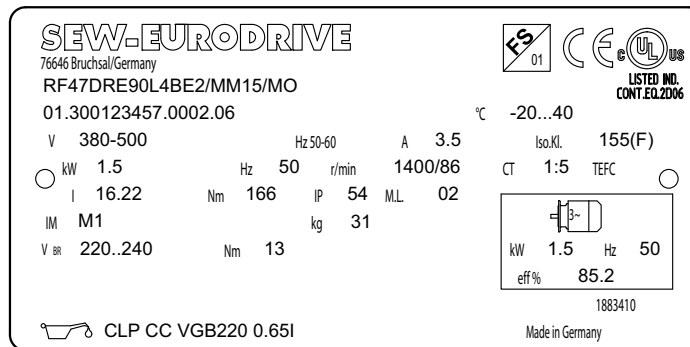 SEW-EURODRIVE
76646 Bruchsal/Germany
RF47DRE90L4BE2/MM15/MO
01.300123457.0002.06
FS 01
c UL US
LISTED IND.
CONT.EQ.2D06
°C -20...40
V 380-500 Hz 50-60 A 3.5 Iso.Kl. 155(F)
kW 1.5 Hz 50 r/min 1400/86 CT 1:5 TEFC
I 16.22 Nm 166 IP 54 M.L. 02
IM M1 kg 31
V BR 220..240 Nm 13
3~
kW 1.5 Hz 50
eff% 85.2
1883410
CLP CC VGB220 0.65l
Made in Germany